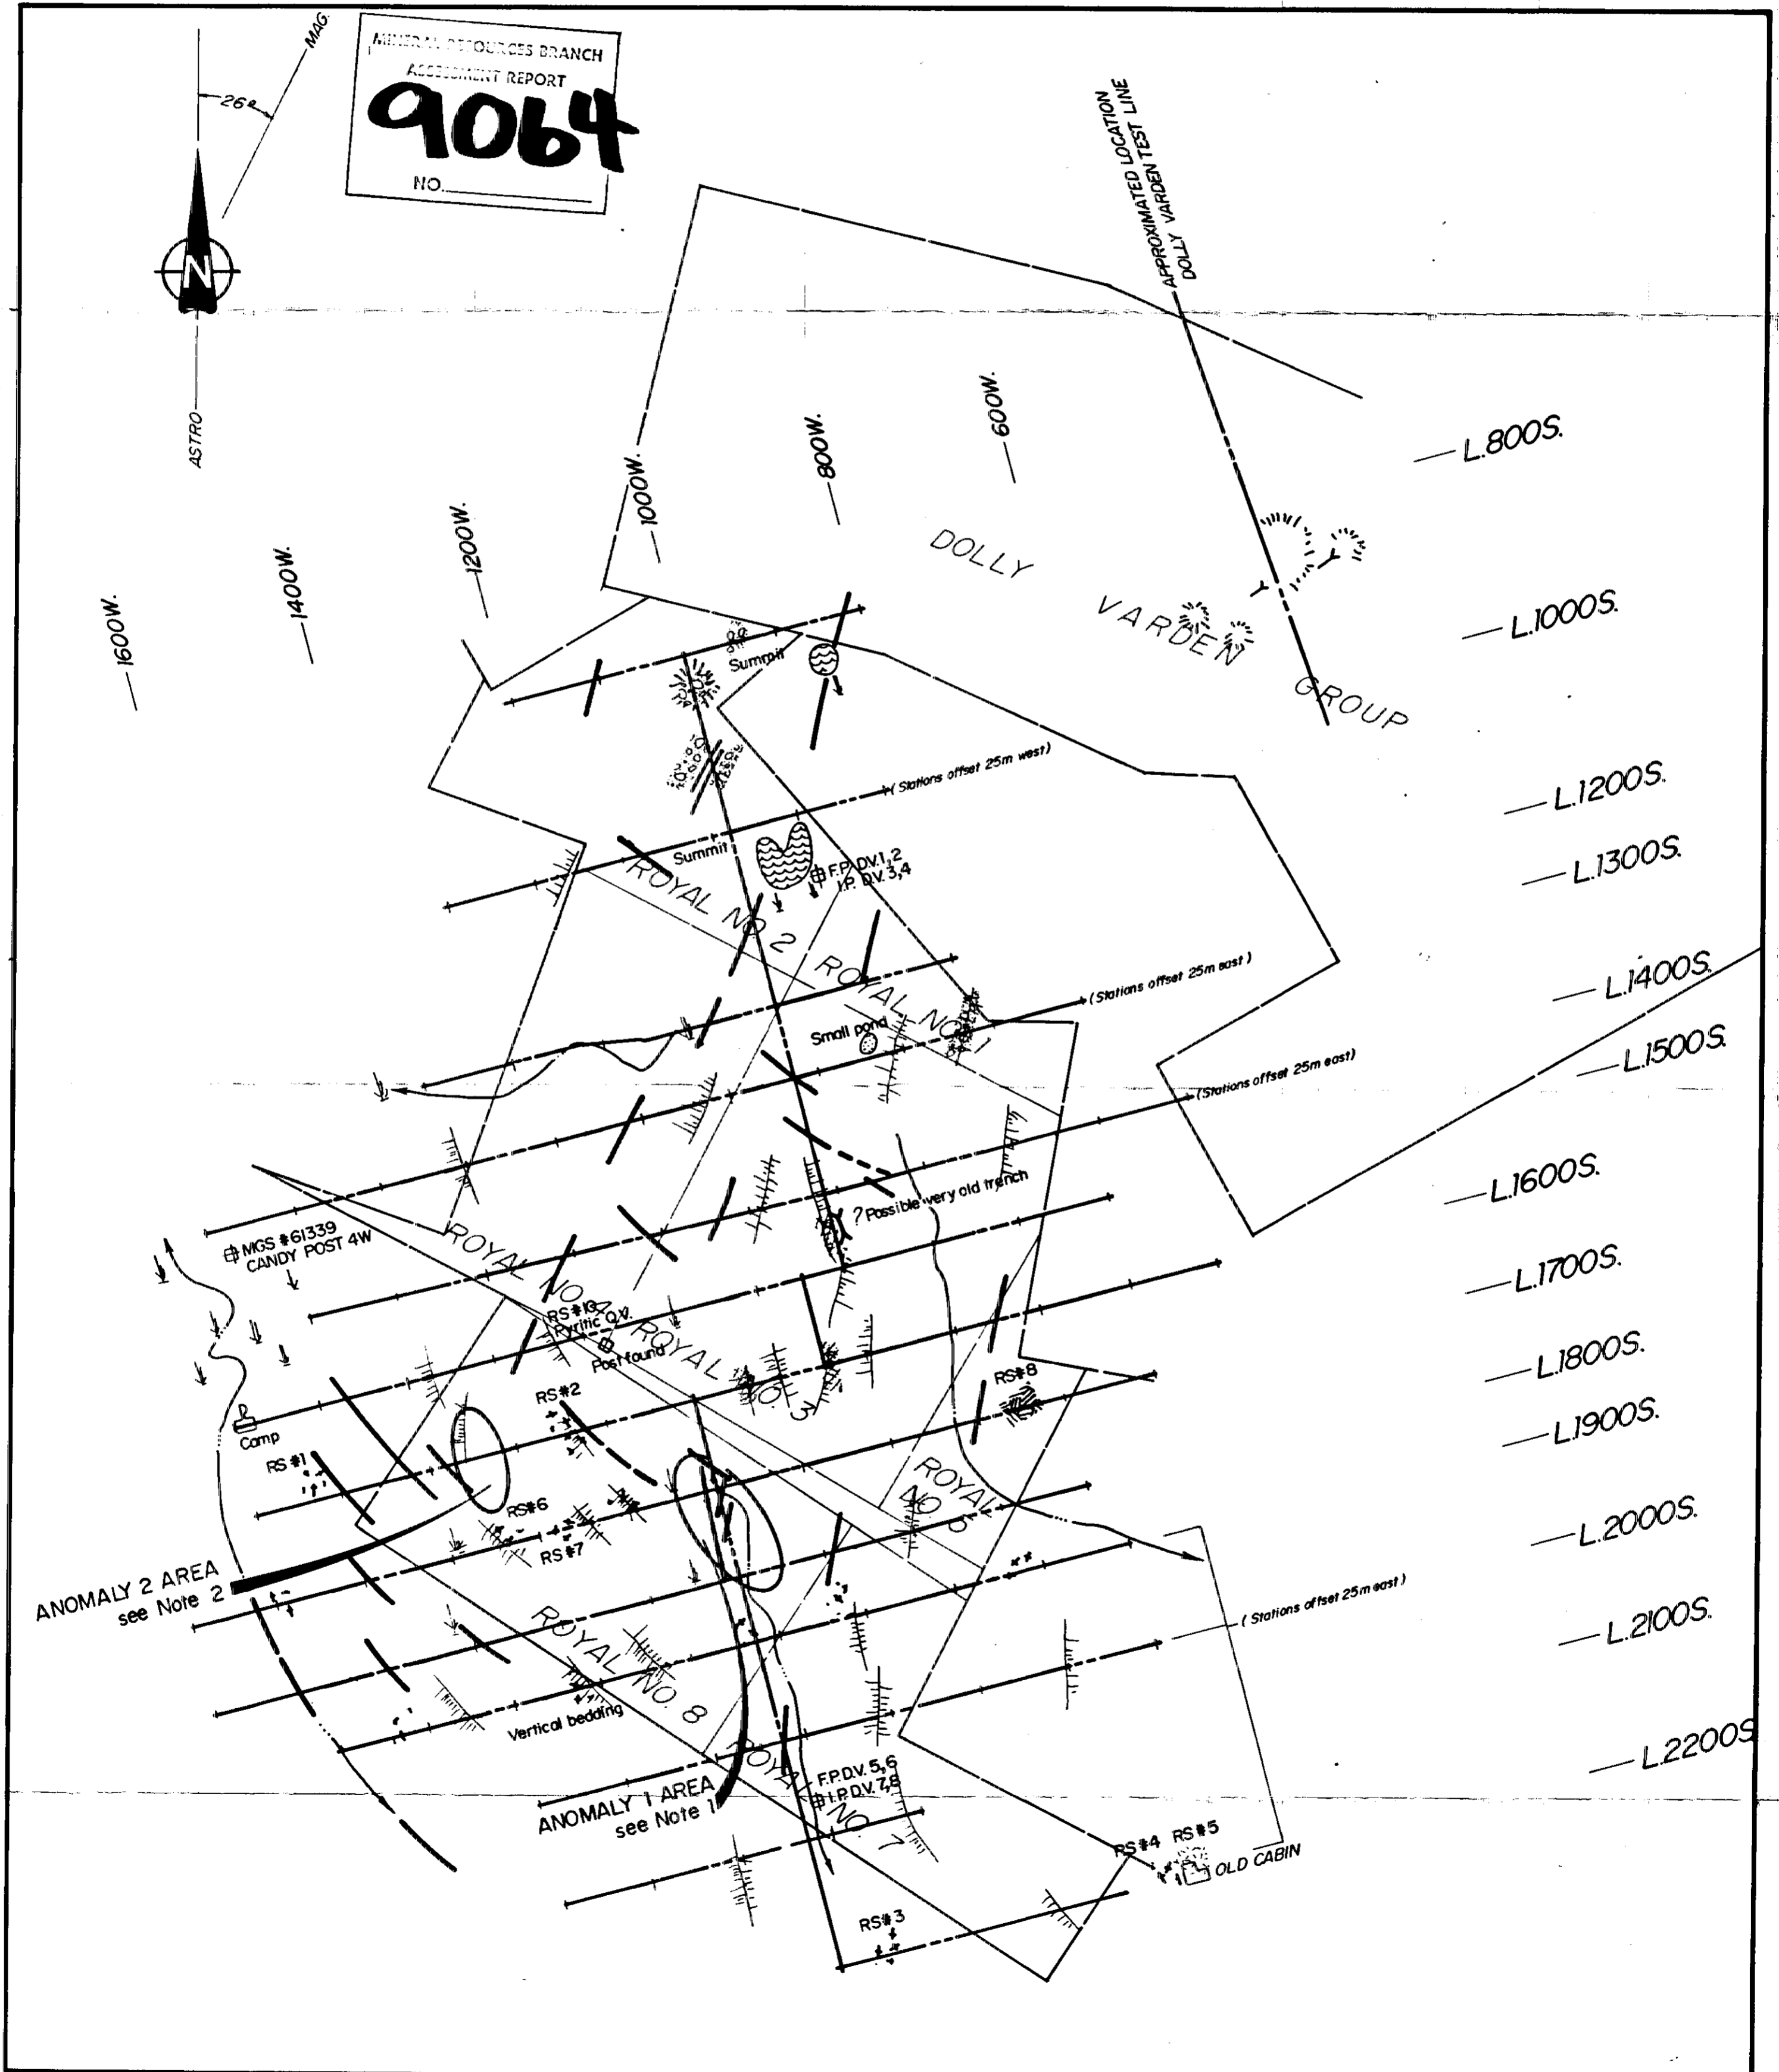 MAG.
26°
ASTRO
N
MINERAL RESOURCES BRANCH
ASSESSMENT REPORT
9064
NO.
APPROXIMATED LOCATION
DOLLY VARDEN TEST LINE
1600W.
1400W.
1200W.
1000W.
800W.
600W.
L.800S.
L.1000S.
L.1200S.
L.1300S.
L.1400S.
L.1500S.
L.1600S.
L.1700S.
L.1800S.
L.1900S.
L.2000S.
L.2100S.
L.2200S
DOLLY
VARDEN
GROUP
Summit
(Stations offset 25m west)
Summit
F.P. D.V. 1,2
I.P. D.V. 3,4
ROYAL NO. 2
ROYAL NO. 1
(Stations offset 25m east)
Small pond
(Stations offset 25m east)
? Possible very old trench
MGS #61339
CANDY POST 4W
ROYAL NO. 4
RS#10
Pyritic Q.V.
Post found
ROYAL NO. 3
RS#8
RS#2
Camp
RS #1
RS#6
RS#7
ROYAL
NO. 6
ANOMALY 2 AREA
see Note 2
(Stations offset 25m east)
ROYAL NO. 8
Vertical bedding
ANOMALY 1 AREA
see Note 1
F.P.D.V. 5,6
I.P.D.V. 7,8
ROYAL NO. 7
RS#4 RS#5
OLD CABIN
RS#3